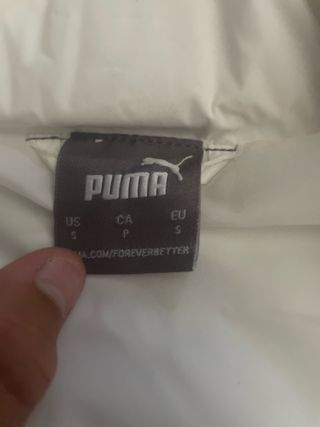 PUMA
US CA EU
S P S
MA.COM/FOREVERBETTER